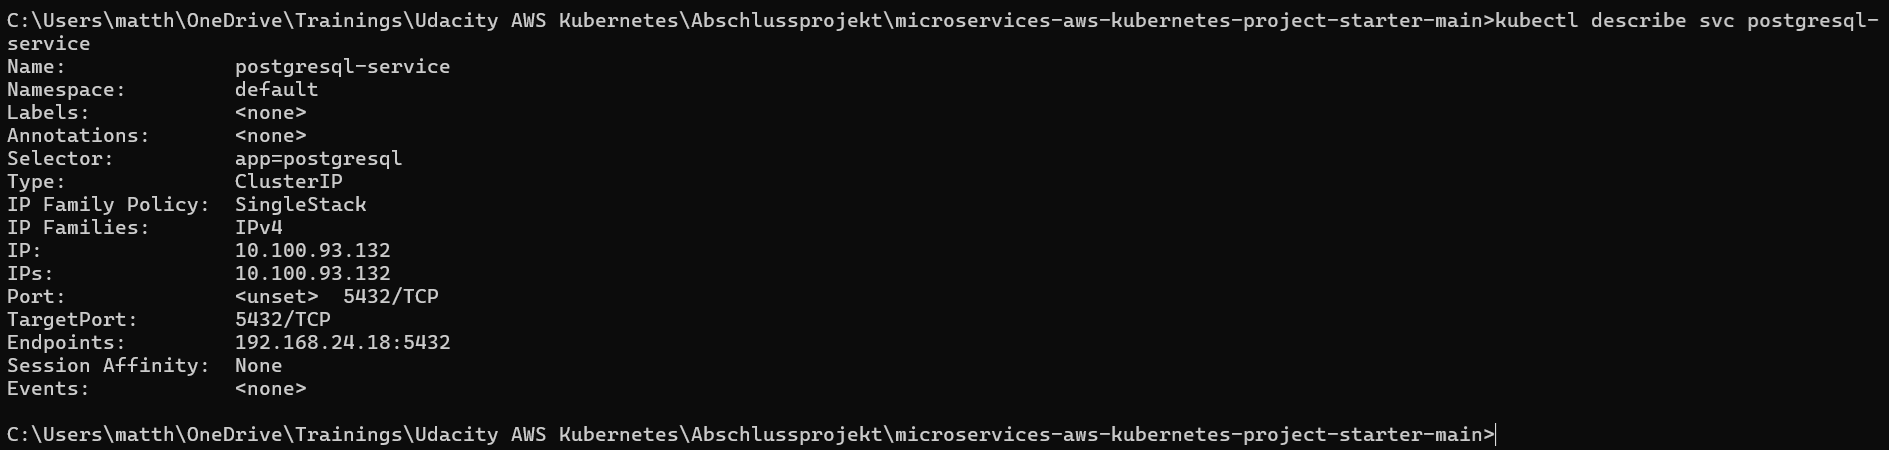 C:\Users\matth\OneDrive\Trainings\Udacity AWS Kubernetes\Abschlussprojekt\microservices-aws-kubernetes-project-starter-main>kubectl describe svc postgresql-
service
Name:              postgresql-service
Namespace:         default
Labels:            <none>
Annotations:       <none>
Selector:          app=postgresql
Type:              ClusterIP
IP Family Policy:  SingleStack
IP Families:       IPv4
IP:                10.100.93.132
IPs:               10.100.93.132
Port:              <unset>  5432/TCP
TargetPort:        5432/TCP
Endpoints:         192.168.24.18:5432
Session Affinity:  None
Events:            <none>
C:\Users\matth\OneDrive\Trainings\Udacity AWS Kubernetes\Abschlussprojekt\microservices-aws-kubernetes-project-starter-main>